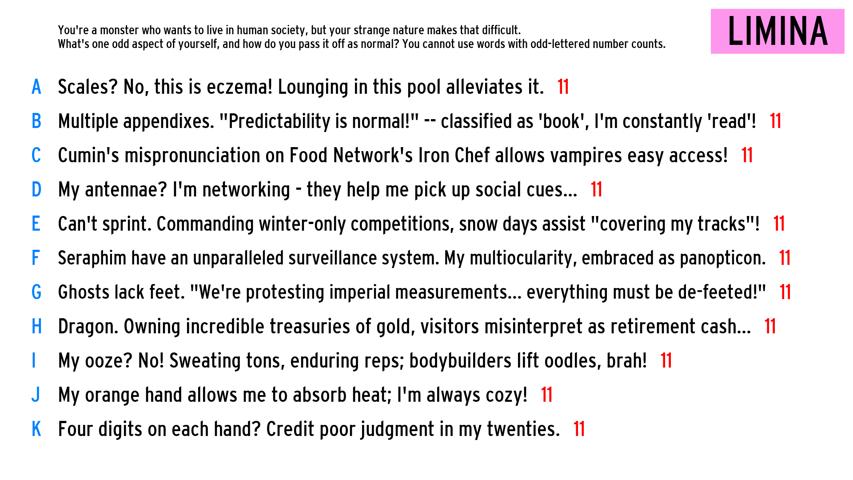 You're a monster who wants to live in human society, but your strange nature makes that difficult.
What's one odd aspect of yourself, and how do you pass it off as normal? You cannot use words with odd-lettered number counts.
LIMINA
A Scales? No, this is eczema! Lounging in this pool alleviates it. 11
B Multiple appendixes. "Predictability is normal!" -- classified as 'book', I'm constantly 'read'! 11
C Cumin's mispronunciation on Food Network's Iron Chef allows vampires easy access! 11
D My antennae? I'm networking - they help me pick up social cues... 11
E Can't sprint. Commanding winter-only competitions, snow days assist "covering my tracks"! 11
F Seraphim have an unparalleled surveillance system. My multiocularity, embraced as panopticon. 11
G Ghosts lack feet. "We're protesting imperial measurements... everything must be de-feeted!" 11
H Dragon. Owning incredible treasuries of gold, visitors misinterpret as retirement cash... 11
I My ooze? No! Sweating tons, enduring reps; bodybuilders lift oodles, brah! 11
J My orange hand allows me to absorb heat; I'm always cozy! 11
K Four digits on each hand? Credit poor judgment in my twenties. 11